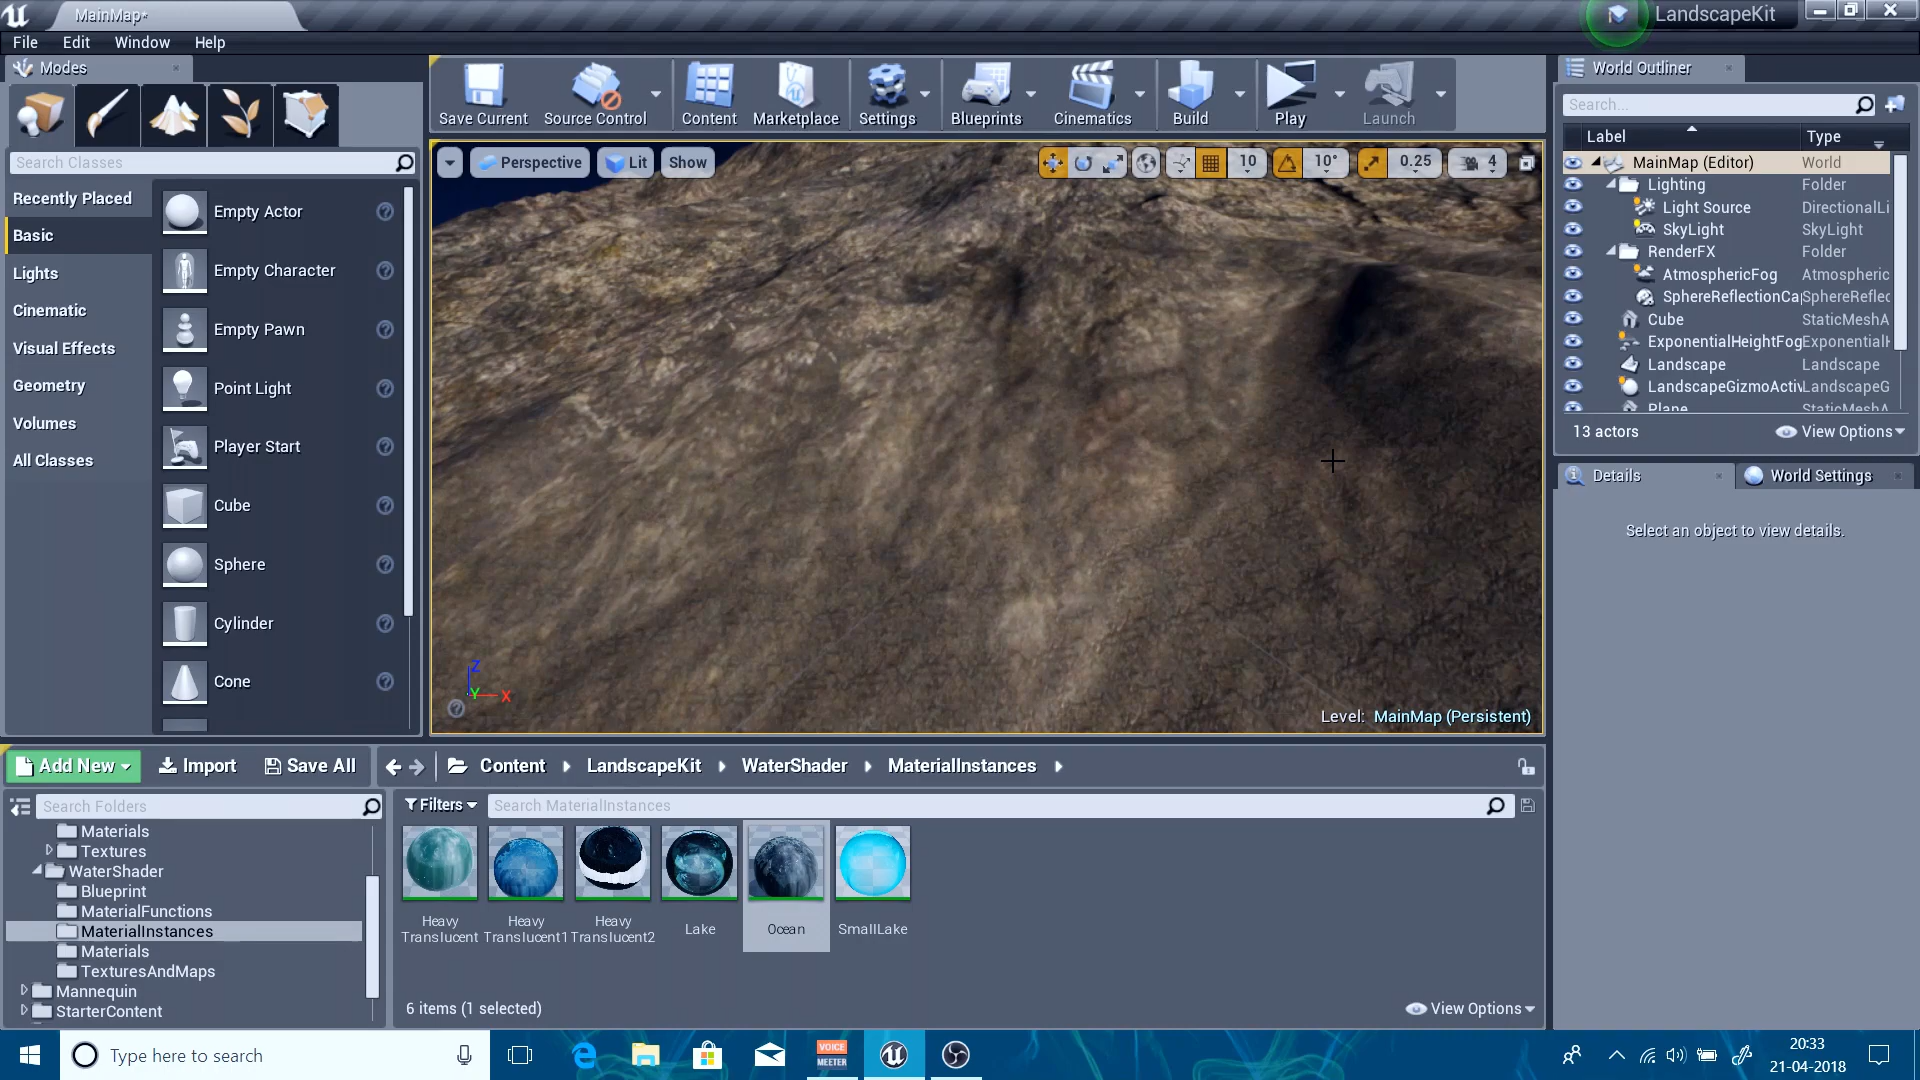 MainMap*
LandscapeKit
File Edit Window Help
Modes
Search Classes
Recently Placed
Basic
Lights
Cinematic
Visual Effects
Geometry
Volumes
All Classes
Empty Actor
Empty Character
Empty Pawn
Point Light
Player Start
Cube
Sphere
Cylinder
Cone
Save Current
Source Control
Content
Marketplace
Settings
Blueprints
Cinematics
Build
Play
Launch
Perspective
Lit
Show
10
10°
0.25
4
Z
Y
X
Level: MainMap (Persistent)
World Outliner
Search...
Label Type
MainMap (Editor) World
Lighting Folder
Light Source DirectionalLi
SkyLight SkyLight
RenderFX Folder
AtmosphericFog Atmospheric
SphereReflectionCa SphereReflec
Cube StaticMeshA
ExponentialHeightFog Exponential
Landscape Landscape
LandscapeGizmoActiv LandscapeG
Plane StaticMeshA
13 actors
View Options
Details
World Settings
Select an object to view details.
Add New
Import
Save All
Content
LandscapeKit
WaterShader
MaterialInstances
Search Folders
Filters
Search MaterialInstances
Materials
Textures
WaterShader
Blueprint
MaterialFunctions
MaterialInstances
Materials
TexturesAndMaps
Mannequin
StarterContent
Heavy
Translucent
Heavy
Translucent1
Heavy
Translucent2
Lake
Ocean
SmallLake
6 items (1 selected)
View Options
Type here to search
VOICE
MEETER
20:33
21-04-2018